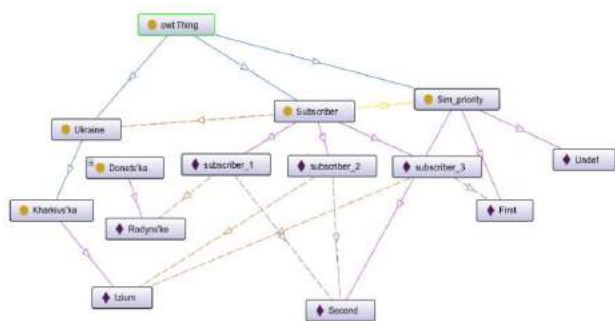 owl:Thing
Sim_priority
Subscriber
Ukraine
Undef
Donets'ka
subscriber_1
subscriber_2
subscriber_3
Kharkivs'ka
First
Rodyns'ke
Izium
Second